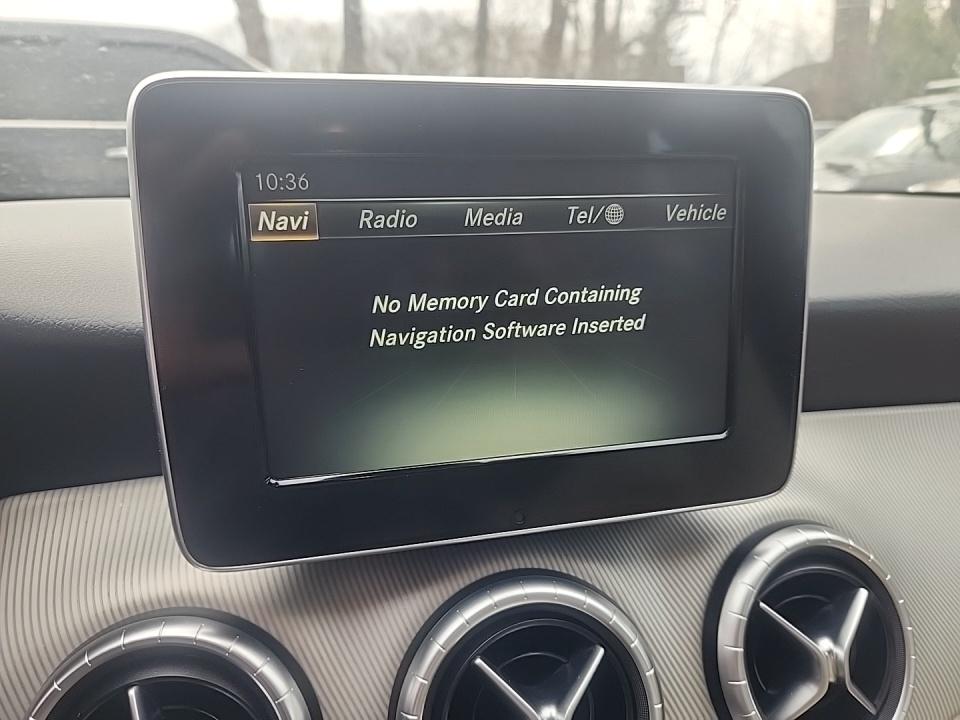 10:36
Navi Radio Media Tel/ Vehicle
No Memory Card Containing
Navigation Software Inserted